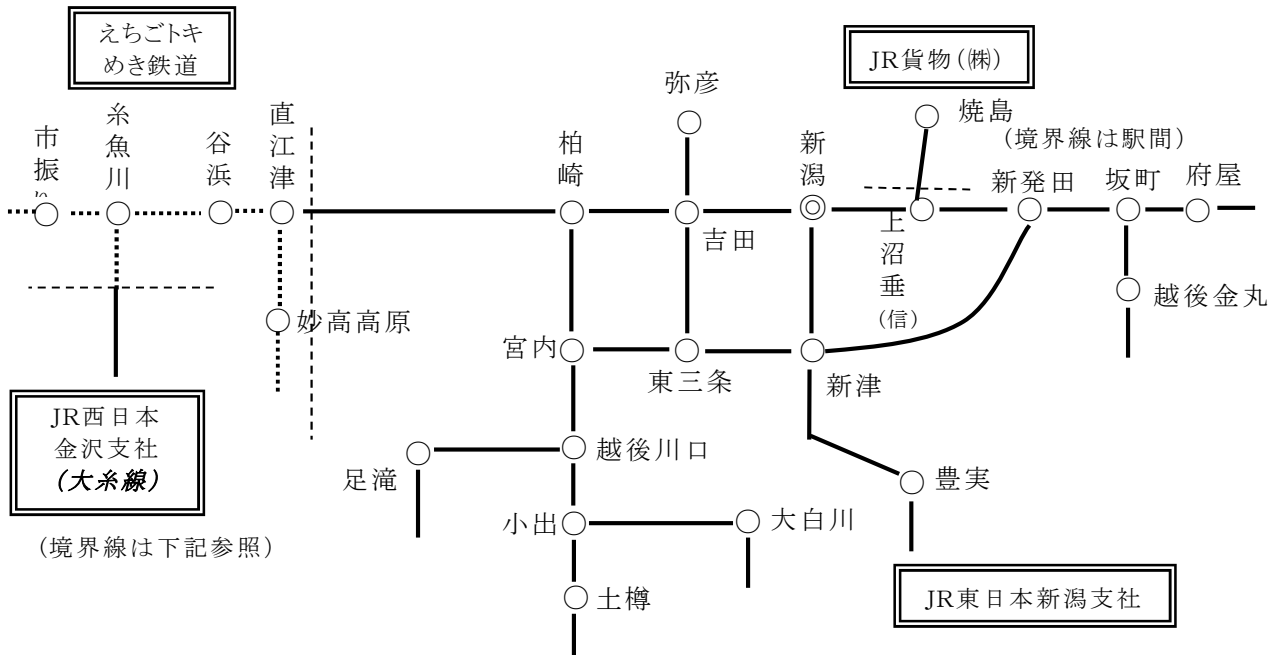 えちごトキ
めき鉄道
JR貨物(㈱)
弥彦
焼島
(境界線は駅間)
市振
糸魚川
谷浜
直江津
柏崎
新潟
新発田
坂町
府屋
吉田
上沼垂
(信)
越後金丸
妙高高原
宮内
東三条
新津
JR西日本
金沢支社
(大糸線)
越後川口
足滝
豊実
小出
大白川
(境界線は下記参照)
土樽
JR東日本新潟支社